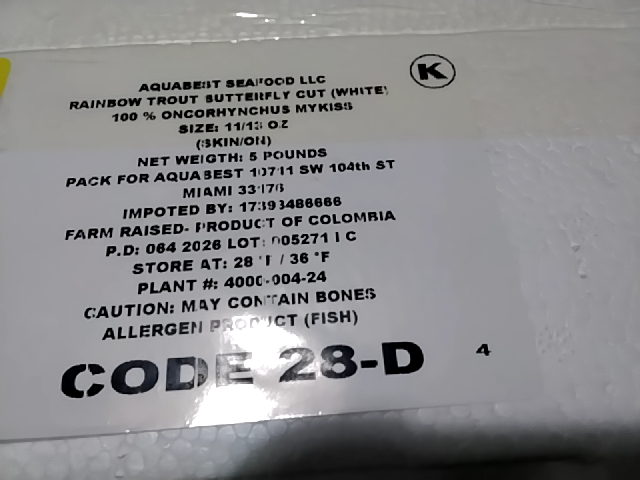 K
AQUABEST SEAFOOD LLC
RAINBOW TROUT BUTTERFLY CUT (WHITE)
100 % ONCORHYNCHUS MYKISS
SIZE: 11/13 OZ
(SKIN/ON)
NET WEIGTH: 5 POUNDS
PACK FOR AQUABEST 10711 SW 104th ST
MIAMI 33176
IMPOTED BY: 17393486666
FARM RAISED- PRODUCT OF COLOMBIA
P.D: 064 2026 LOT: 005271 I C
STORE AT: 28 °F / 36 °F
PLANT #: 4000-004-24
CAUTION: MAY CONTAIN BONES
ALLERGEN PRODUCT (FISH)
CODE 28-D 4